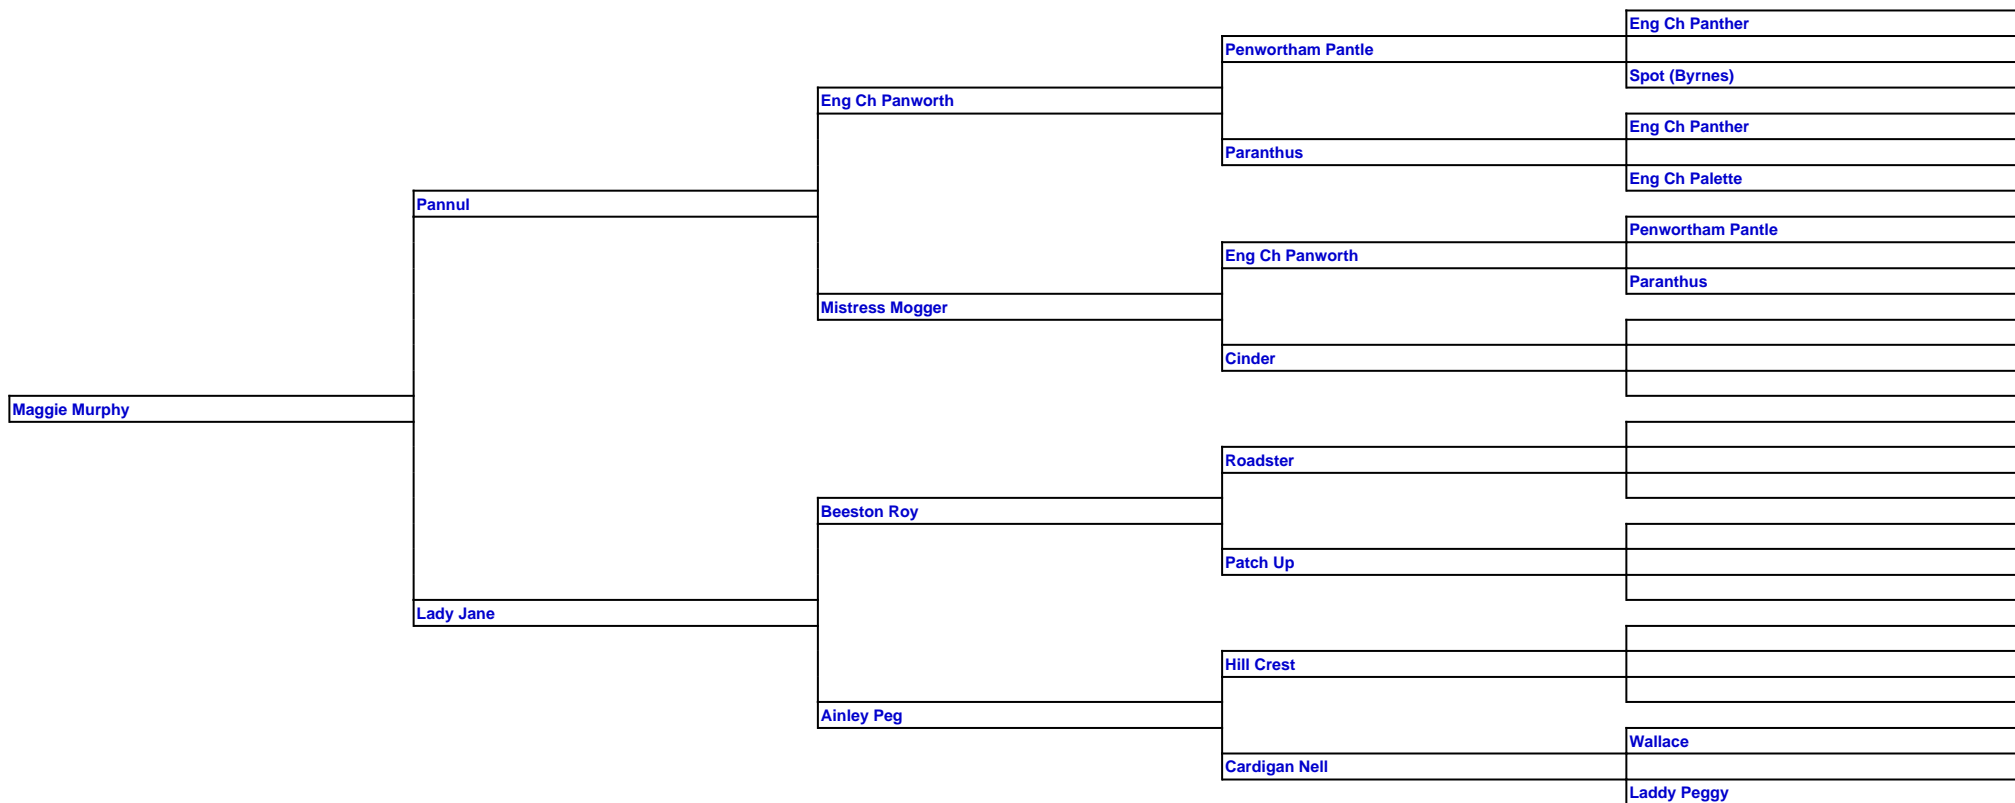 Eng Ch Panther
Penwortham Pantle
Spot (Byrnes)
Eng Ch Panworth
Eng Ch Panther
Paranthus
Eng Ch Palette
Pannul
Penwortham Pantle
Eng Ch Panworth
Paranthus
Mistress Mogger
Cinder
Maggie Murphy
Roadster
Beeston Roy
Patch Up
Lady Jane
Hill Crest
Ainley Peg
Wallace
Cardigan Nell
Laddy Peggy